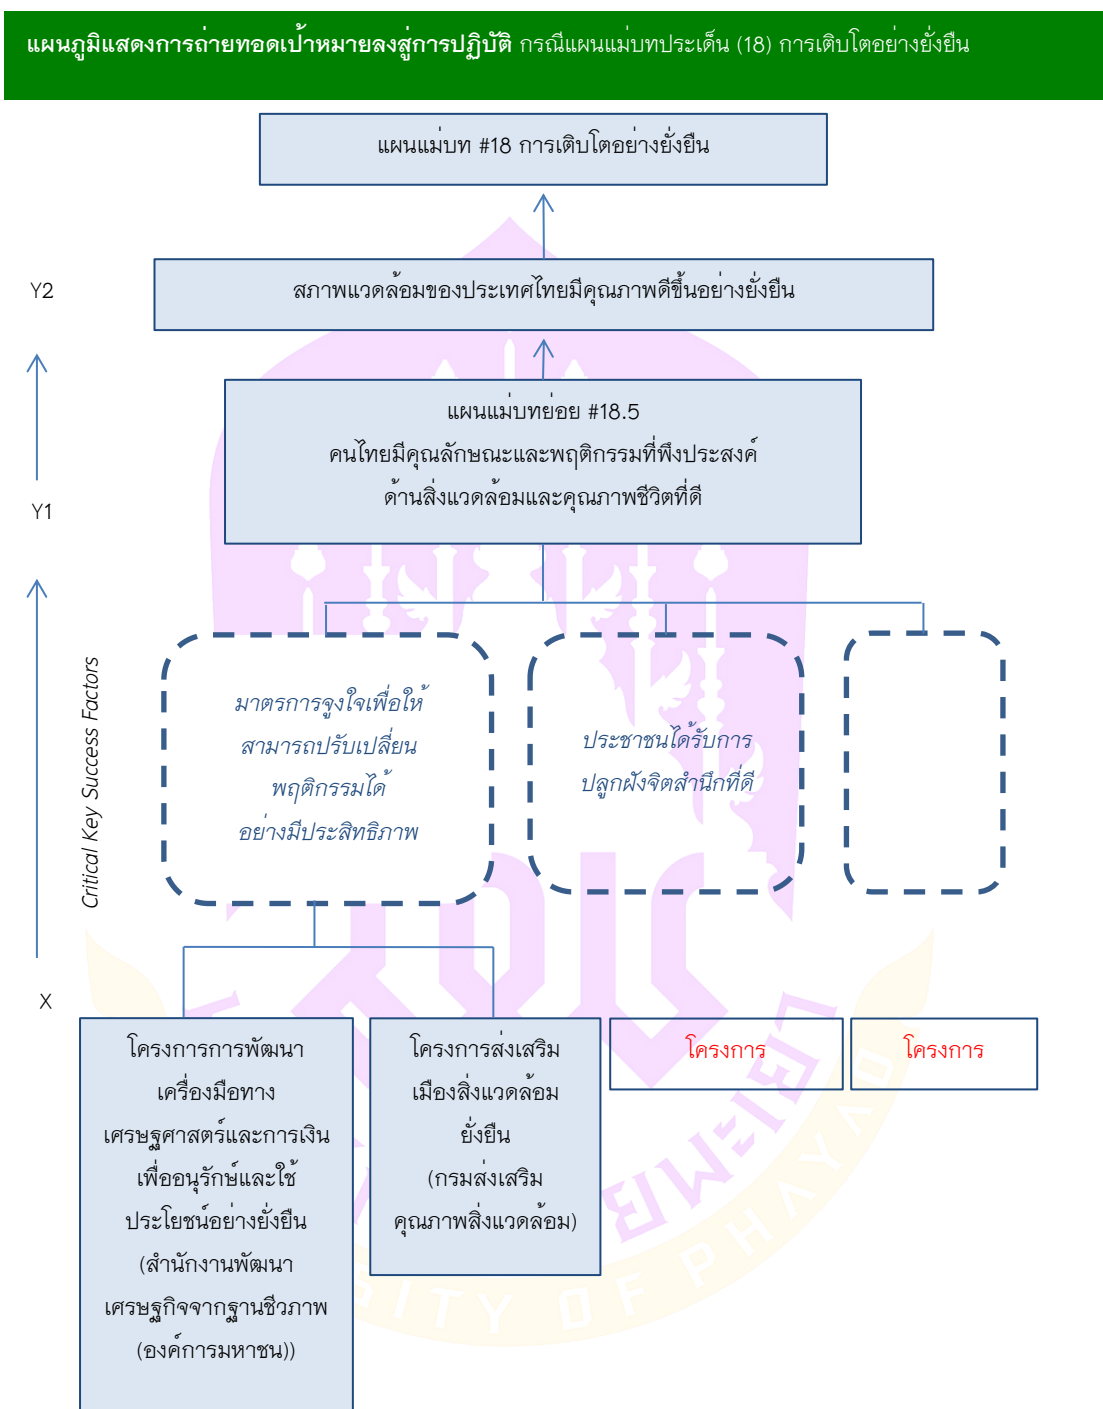 แผนภูมิแสดงการถ่ายทอดเป้าหมายลงสู่การปฏิบัติ กรณีแผนแม่บทประเด็น (18) การเติบโตอย่างยั่งยืน
แผนแม่บท #18 การเติบโตอย่างยั่งยืน
Y2
สภาพแวดล้อมของประเทศไทยมีคุณภาพดีขึ้นอย่างยั่งยืน
แผนแม่บทย่อย #18.5
คนไทยมีคุณลักษณะและพฤติกรรมที่พึงประสงค์
ด้านสิ่งแวดล้อมและคุณภาพชีวิตที่ดี
Y1
Critical Key Success Factors
มาตรการจูงใจเพื่อให้
สามารถปรับเปลี่ยน
พฤติกรรมได้
อย่างมีประสิทธิภาพ
ประชาชนได้รับการ
ปลูกฝังจิตสำนึกที่ดี
X
โครงการการพัฒนา
เครื่องมือทาง
เศรษฐศาสตร์และการเงิน
เพื่ออนุรักษ์และใช้
ประโยชน์อย่างยั่งยืน
(สำนักงานพัฒนา
เศรษฐกิจจากฐานชีวภาพ
(องค์การมหาชน))
โครงการส่งเสริม
เมืองสิ่งแวดล้อม
ยั่งยืน
(กรมส่งเสริม
คุณภาพสิ่งแวดล้อม)
โครงการ
โครงการ
ITY OF PHAYAO